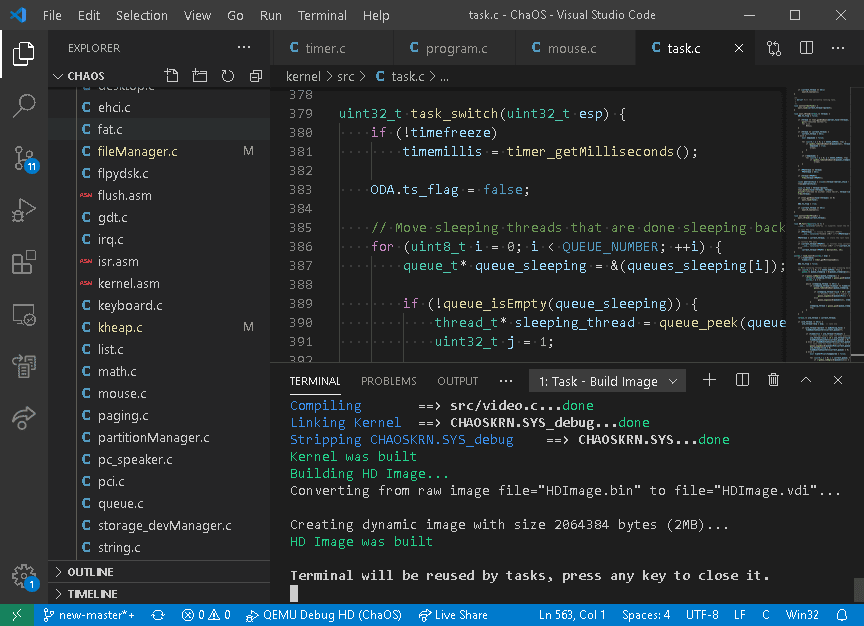 File Edit Selection View Go Run Terminal Help task.c - ChaOS - Visual Studio Code
EXPLORER
timer.c program.c mouse.c task.c
CHAOS
kernel > src > C task.c > ...
desktop.c
C ehci.c
C fat.c
C fileManager.c M
C flpydsk.c
ASM flush.asm
C gdt.c
C irq.c
ASM isr.asm
ASM kernel.asm
C keyboard.c
C kheap.c M
C list.c
C math.c
C mouse.c
C paging.c
C partitionManager.c
C pc_speaker.c
C pci.c
C queue.c
C storage_devManager.c
C string.c
OUTLINE
TIMELINE
11
1
378
379 uint32_t task_switch(uint32_t esp) {
380 if (!timefreeze)
381 timemillis = timer_getMilliseconds();
382
383 ODA.ts_flag = false;
384
385 // Move sleeping threads that are done sleeping back
386 for (uint8_t i = 0; i < QUEUE_NUMBER; ++i) {
387 queue_t* queue_sleeping = &(queues_sleeping[i]);
388
389 if (!queue_isEmpty(queue_sleeping)) {
390 thread_t* sleeping_thread = queue_peek(queue
391 uint32_t j = 1;
392
TERMINAL PROBLEMS OUTPUT ... 1: Task - Build Image
Compiling ==> src/video.c...done
Linking Kernel ==> CHAOSKRN.SYS_debug...done
Stripping CHAOSKRN.SYS_debug ==> CHAOSKRN.SYS...done
Kernel was built
Building HD Image...
Converting from raw image file="HDImage.bin" to file="HDImage.vdi"...
Creating dynamic image with size 2064384 bytes (2MB)...
HD Image was built
Terminal will be reused by tasks, press any key to close it.
new-master*+ 0 0 QEMU Debug HD (ChaOS) Live Share Ln 563, Col 1 Spaces: 4 UTF-8 LF C Win32